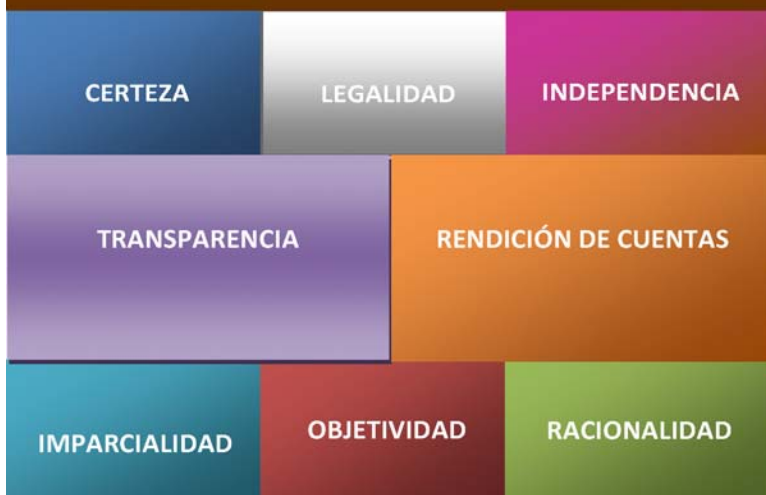 CERTEZA
LEGALIDAD
INDEPENDENCIA
TRANSPARENCIA
RENDICIÓN DE CUENTAS
IMPARCIALIDAD
OBJETIVIDAD
RACIONALIDAD